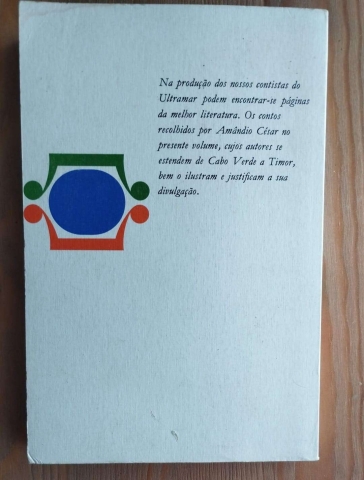 Na produção dos nossos contistas do
Ultramar podem encontrar-se páginas
da melhor literatura. Os contos
recolhidos por Amândio César no
presente volume, cujos autores se
estendem de Cabo Verde a Timor,
bem o ilustram e justificam a sua
divulgação.